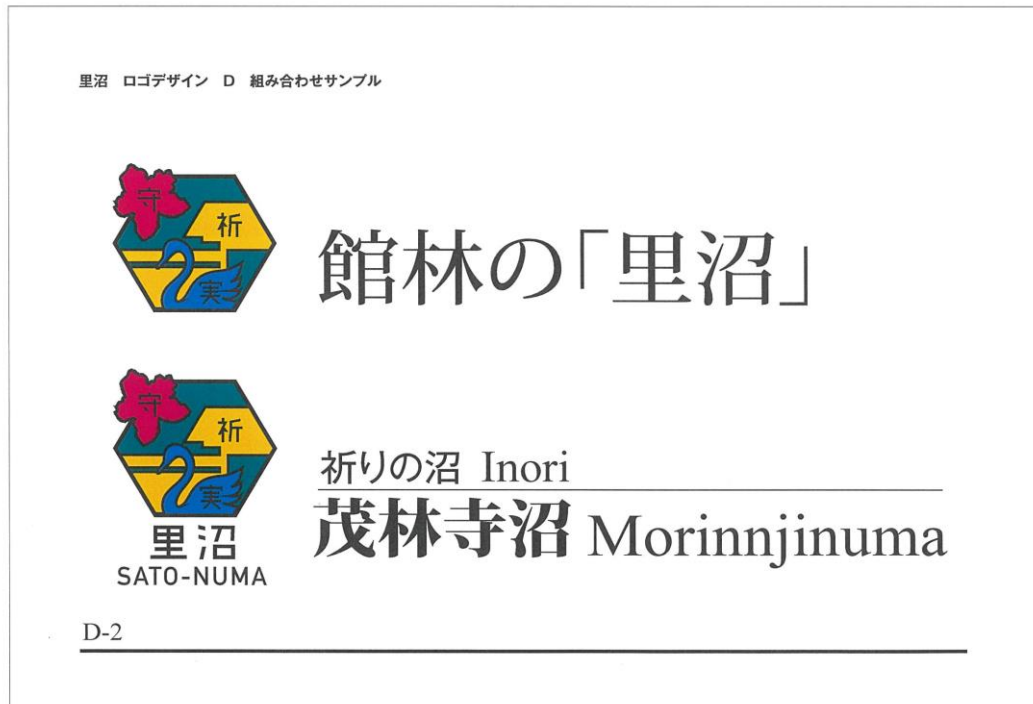 里沼 ロゴデザイン D 組み合わせサンプル
守
祈
実
館林の「里沼」
守
祈
実
里沼
SATO-NUMA
祈りの沼 Inori
茂林寺沼 Morinnjinuma
D-2